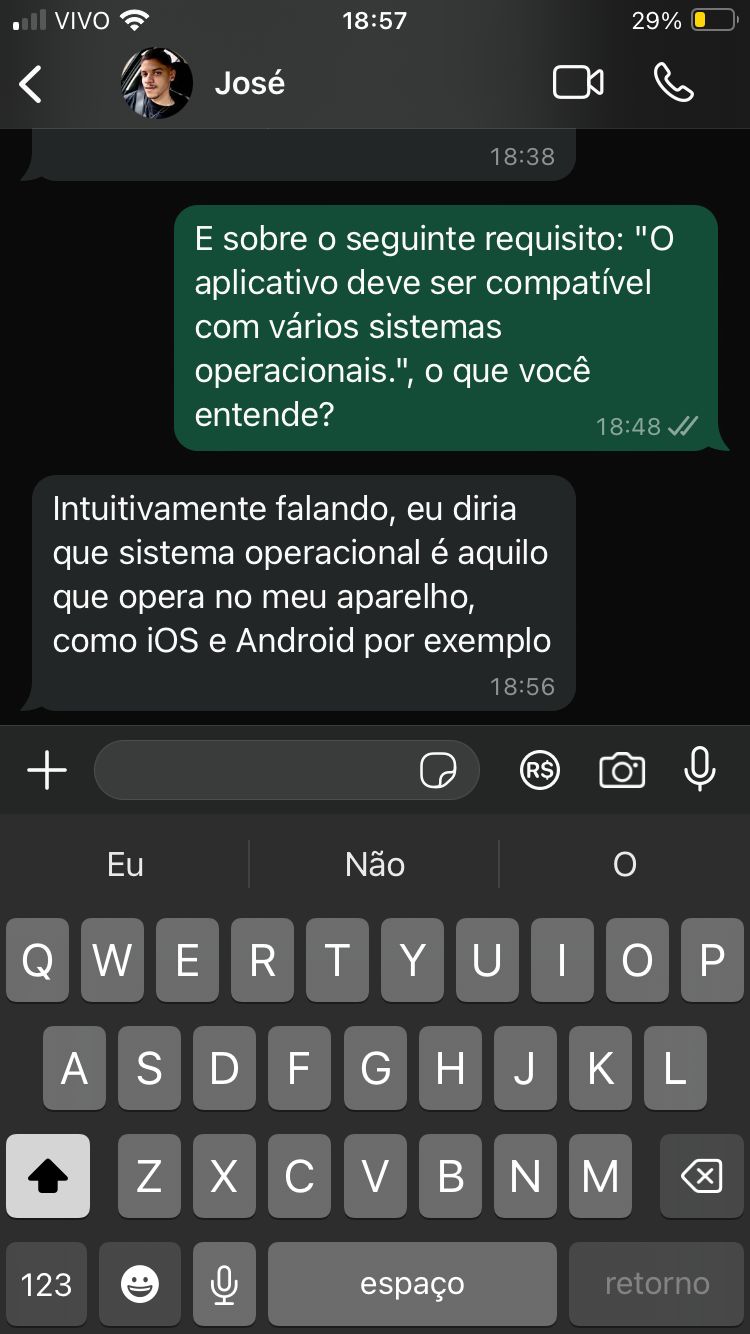 VIVO 18:57 29%
José
18:38
E sobre o seguinte requisito: "O
aplicativo deve ser compatível
com vários sistemas
operacionais.", o que você
entende?
18:48
Intuitivamente falando, eu diria
que sistema operacional é aquilo
que opera no meu aparelho,
como iOS e Android por exemplo
18:56
R$
Eu Não O
Q W E R T Y U I O P
A S D F G H J K L
Z X C V B N M
123 espaço retorno